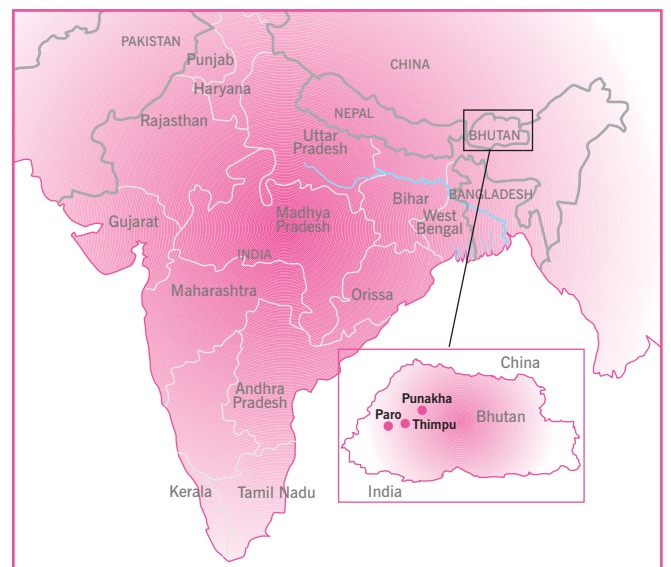 PAKISTAN
Punjab
CHINA
Haryana
NEPAL
Rajasthan
BHUTAN
Uttar
Pradesh
Bihar
BANGLADESH
Gujarat
Madhya
Pradesh
West
Bengal
INDIA
Maharashtra
Orissa
China
Andhra
Pradesh
Punakha
Paro
Bhutan
Thimpu
Kerala
Tamil Nadu
India